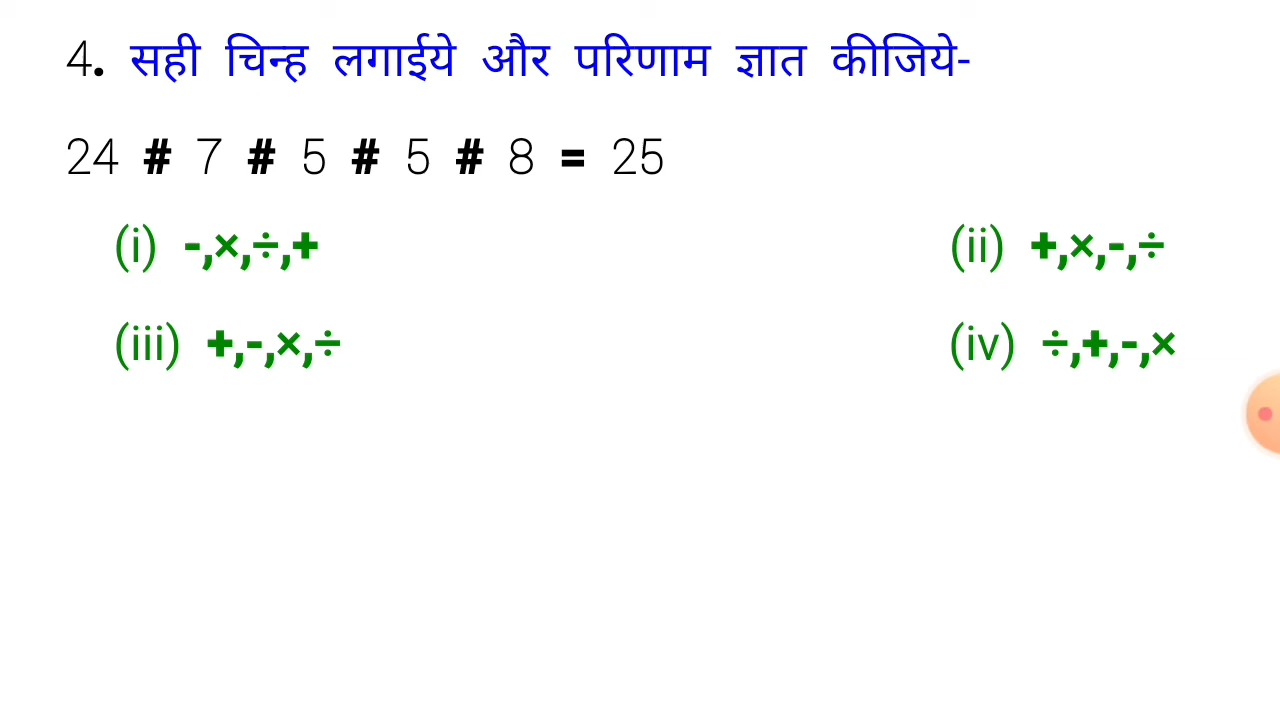 4. सही चिन्ह लगाईये और परिणाम ज्ञात कीजिये-
24 # 7 # 5 # 5 # 8 = 25
(i) -,×,÷,+ (ii) +,×,-,÷
(iii) +,-,×,÷ (iv) ÷,+,-,×